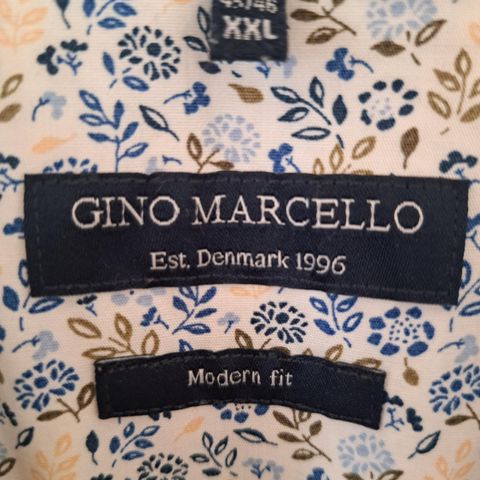 XXL
GINO MARCELLO
Est. Denmark 1996
Modern fit